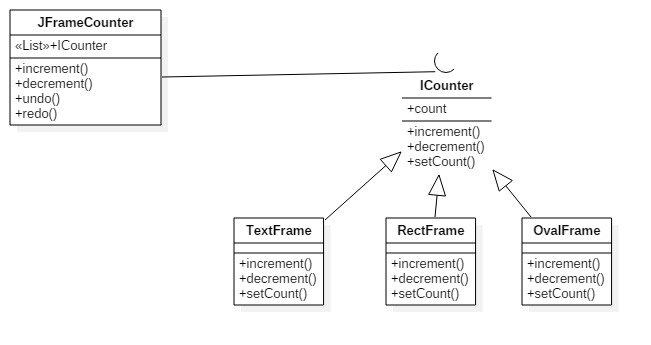 JFrameCounter
«List»+ICounter
+increment()
+decrement()
+undo()
+redo()
ICounter
+count
+increment()
+decrement()
+setCount()
TextFrame
+increment()
+decrement()
+setCount()
RectFrame
+increment()
+decrement()
+setCount()
OvalFrame
+increment()
+decrement()
+setCount()